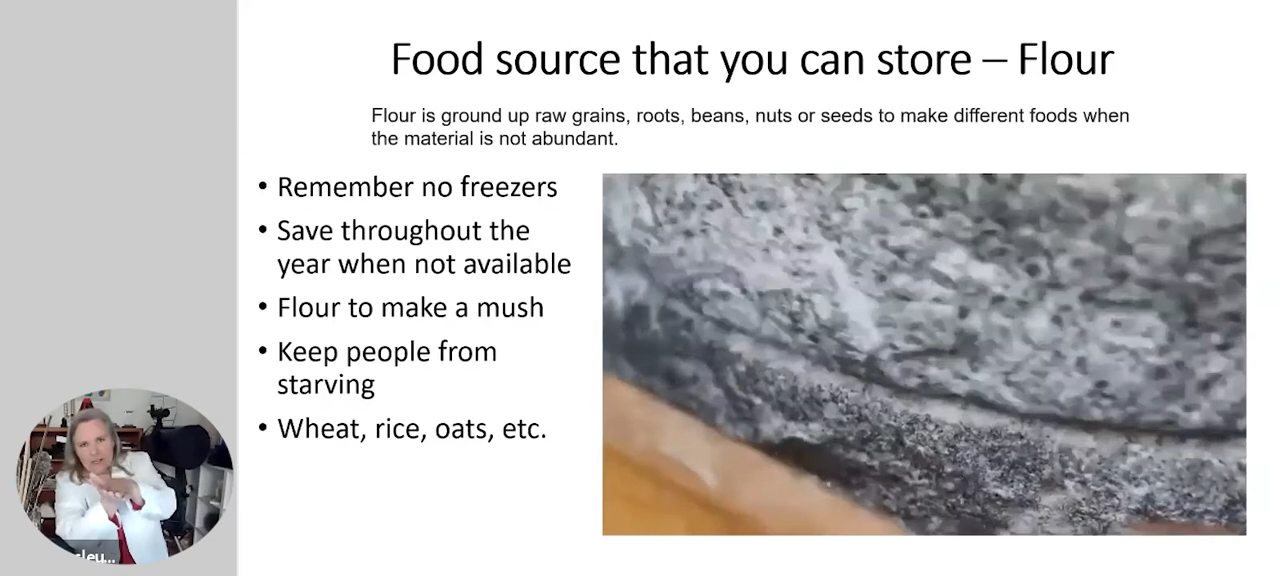 Food source that you can store – Flour
Flour is ground up raw grains, roots, beans, nuts or seeds to make different foods when
the material is not abundant.
• Remember no freezers
• Save throughout the
year when not available
• Flour to make a mush
• Keep people from
starving
• Wheat, rice, oats, etc.